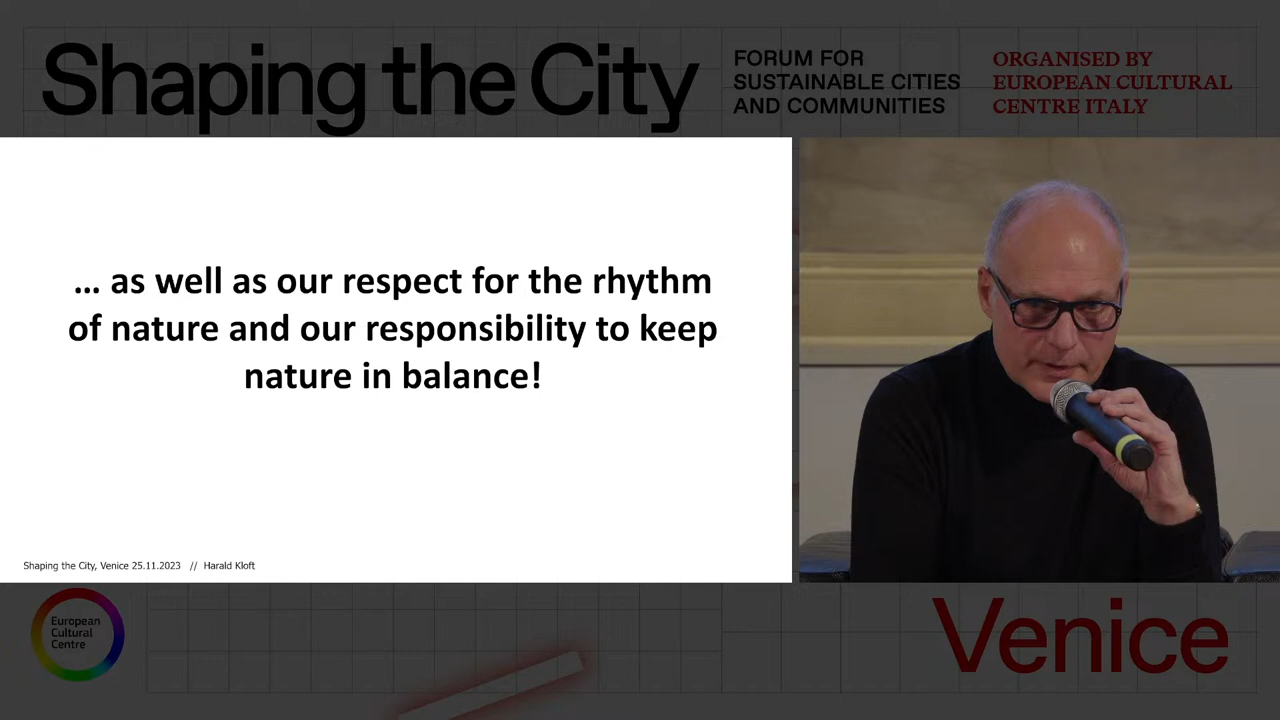 Shaping the City
FORUM FOR
SUSTAINABLE CITIES
AND COMMUNITIES
ORGANISED BY
EUROPEAN CULTURAL
CENTRE ITALY
... as well as our respect for the rhythm
of nature and our responsibility to keep
nature in balance!
Shaping the City, Venice 25.11.2023 // Harald Kloft
European
Cultural
Centre
Venice